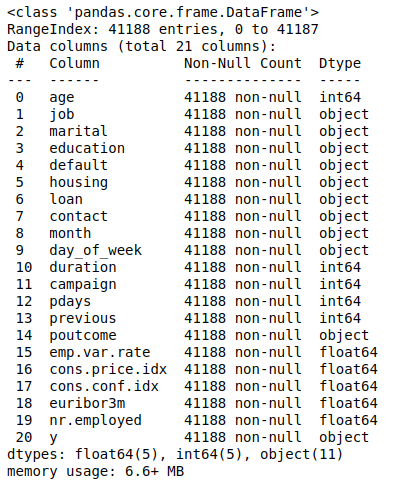 <class 'pandas.core.frame.DataFrame'>
RangeIndex: 41188 entries, 0 to 41187
Data columns (total 21 columns):
 #   Column          Non-Null Count  Dtype
---  ------          --------------  -----
 0   age             41188 non-null  int64
 1   job             41188 non-null  object
 2   marital         41188 non-null  object
 3   education       41188 non-null  object
 4   default         41188 non-null  object
 5   housing         41188 non-null  object
 6   loan            41188 non-null  object
 7   contact         41188 non-null  object
 8   month           41188 non-null  object
 9   day_of_week     41188 non-null  object
 10  duration        41188 non-null  int64
 11  campaign        41188 non-null  int64
 12  pdays           41188 non-null  int64
 13  previous        41188 non-null  int64
 14  poutcome        41188 non-null  object
 15  emp.var.rate    41188 non-null  float64
 16  cons.price.idx  41188 non-null  float64
 17  cons.conf.idx   41188 non-null  float64
 18  euribor3m       41188 non-null  float64
 19  nr.employed     41188 non-null  float64
 20  y               41188 non-null  object
dtypes: float64(5), int64(5), object(11)
memory usage: 6.6+ MB